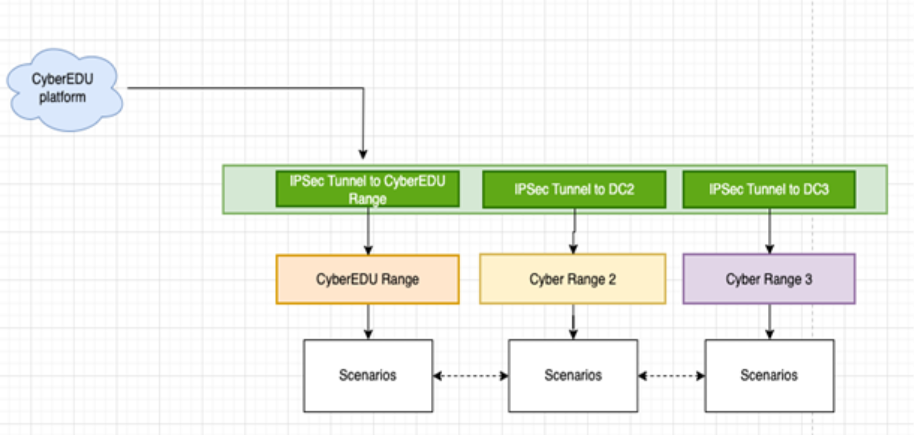 CyberEDU
platform
IPSec Tunnel to CyberEDU
Range
IPSec Tunnel to DC2
IPSec Tunnel to DC3
CyberEDU Range
Cyber Range 2
Cyber Range 3
Scenarios
Scenarios
Scenarios